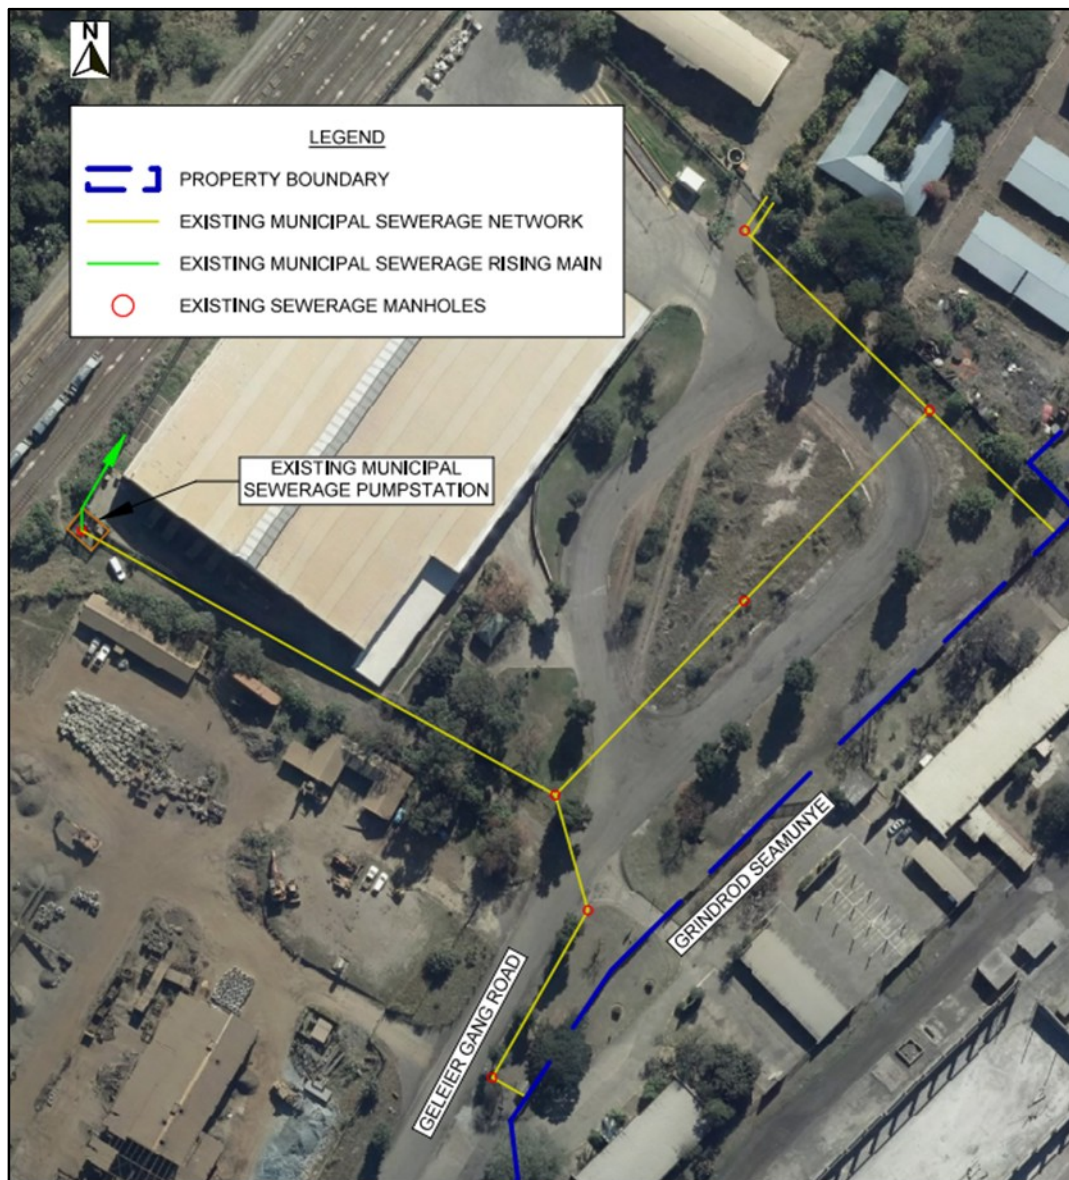 N
LEGEND
PROPERTY BOUNDARY
EXISTING MUNICIPAL SEWERAGE NETWORK
EXISTING MUNICIPAL SEWERAGE RISING MAIN
EXISTING SEWERAGE MANHOLES
EXISTING MUNICIPAL
SEWERAGE PUMPSTATION
GRINDROD SEAMUNYE
GELEIER GANG ROAD